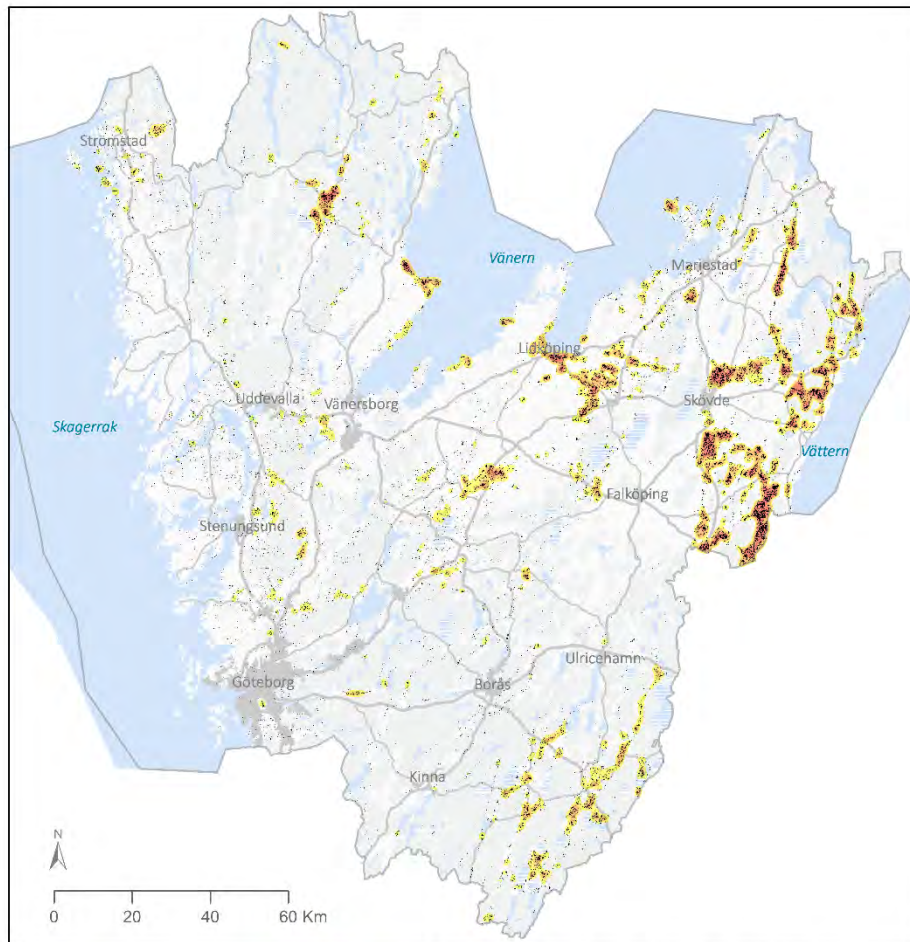 Strömstad
Vänern
Mariestad
Lidköping
Uddevalla
Vänersborg
Skövde
Skagerrak
Vättern
Falköping
Stenungsund
Ulricehamn
Göteborg
Borås
Kinna
N
0 20 40 60 Km